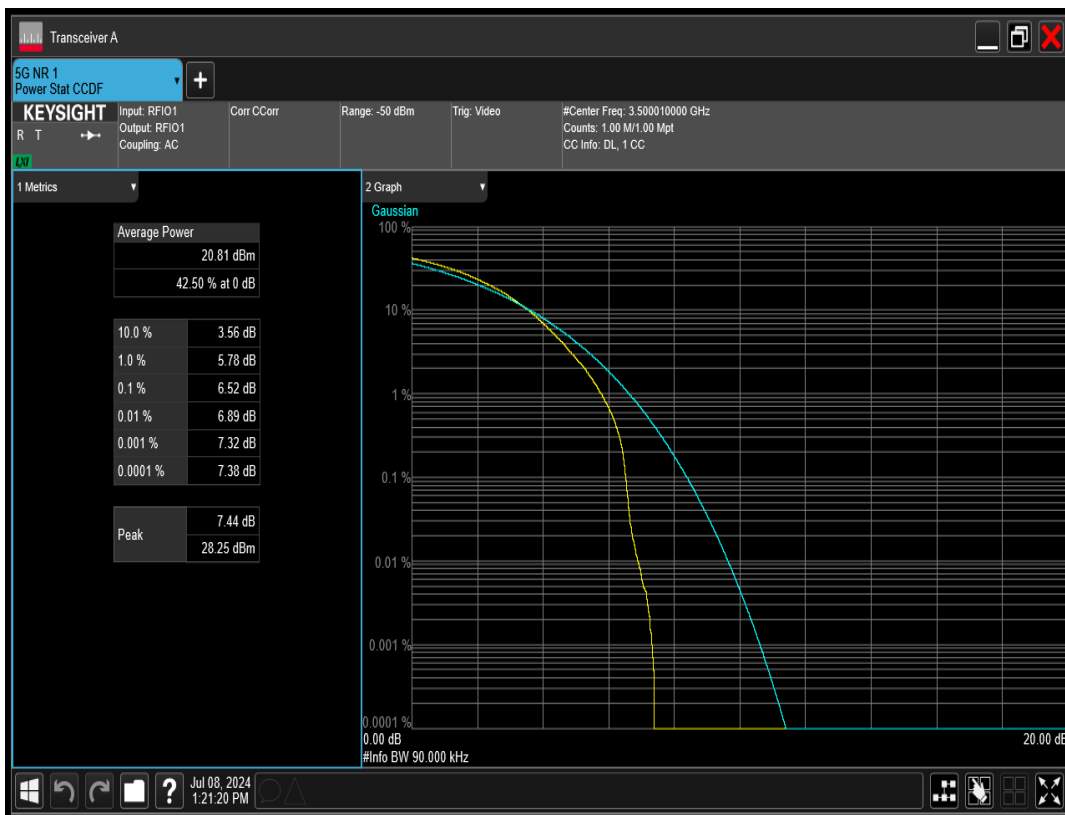 Transceiver A
5G NR 1
Power Stat CCDF
+
KEYSIGHT
R T
LXI
Input: RFIO1
Output: RFIO1
Coupling: AC
Corr CCorr
Range: -50 dBm
Trig: Video
#Center Freq: 3.500010000 GHz
Counts: 1.00 M/1.00 Mpt
CC Info: DL, 1 CC
1 Metrics
Average Power
20.81 dBm
42.50 % at 0 dB
10.0 % 3.56 dB
1.0 % 5.78 dB
0.1 % 6.52 dB
0.01 % 6.89 dB
0.001 % 7.32 dB
0.0001 % 7.38 dB
Peak
7.44 dB
28.25 dBm
2 Graph
Gaussian
100 %
10 %
1 %
0.1 %
0.01 %
0.001 %
0.0001 %
0.00 dB 20.00 dB
#Info BW 90.000 kHz
?
Jul 08, 2024
1:21:20 PM